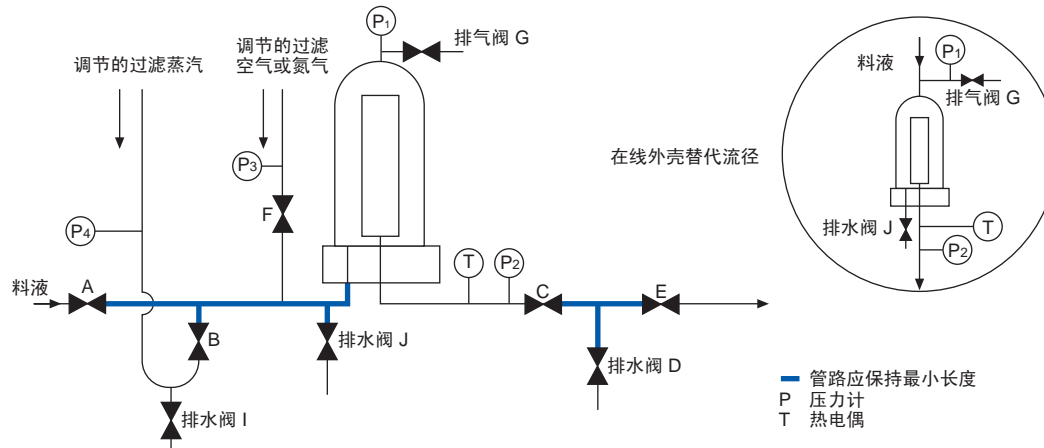 P1
排气阀 G
调节的过滤蒸汽
调节的过滤
空气或氮气
P3
F
P4
料液
A
B
排水阀 J
排水阀 I
T
P2
C
E
排水阀 D
在线外壳替代流径
料液
P1
排气阀 G
排水阀 J
T
P2
管路应保持最小长度
P 压力计
T 热电偶